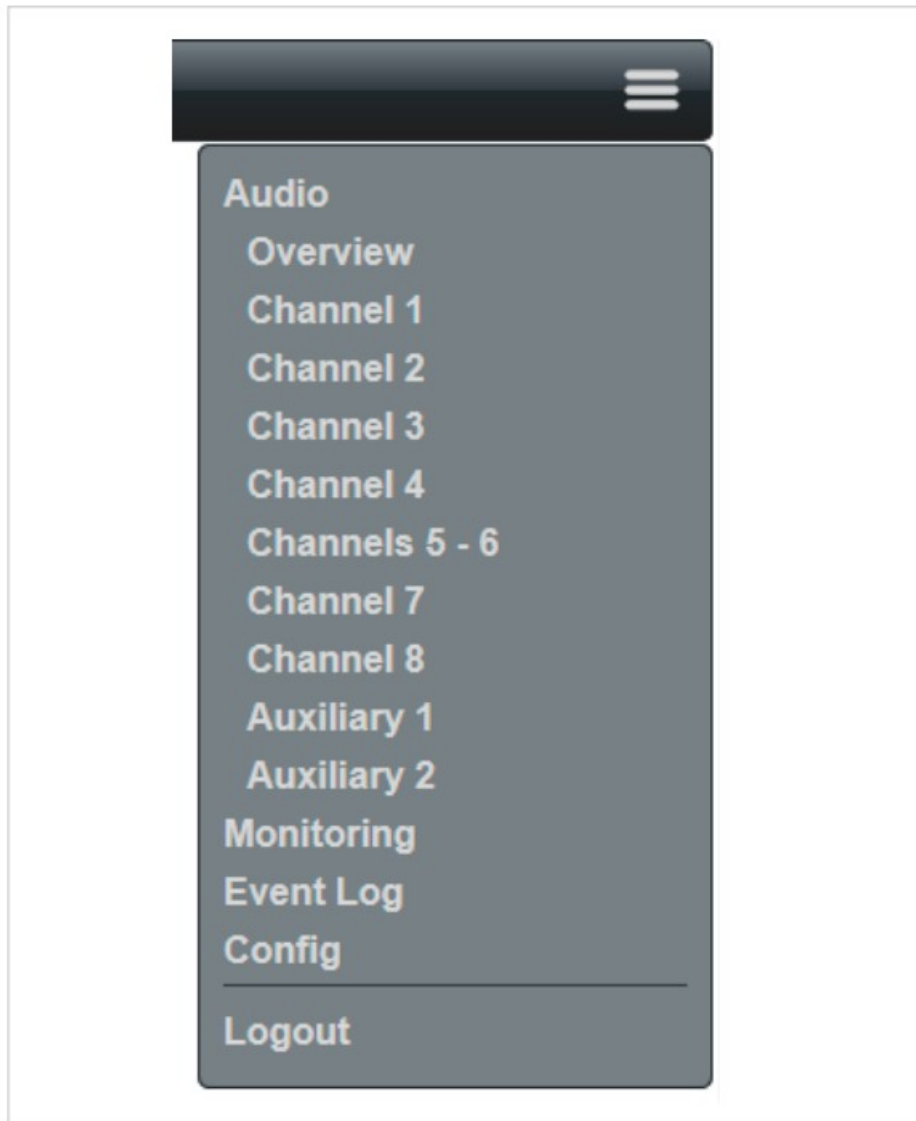 Audio
Overview
Channel 1
Channel 2
Channel 3
Channel 4
Channels 5 - 6
Channel 7
Channel 8
Auxiliary 1
Auxiliary 2
Monitoring
Event Log
Config
Logout